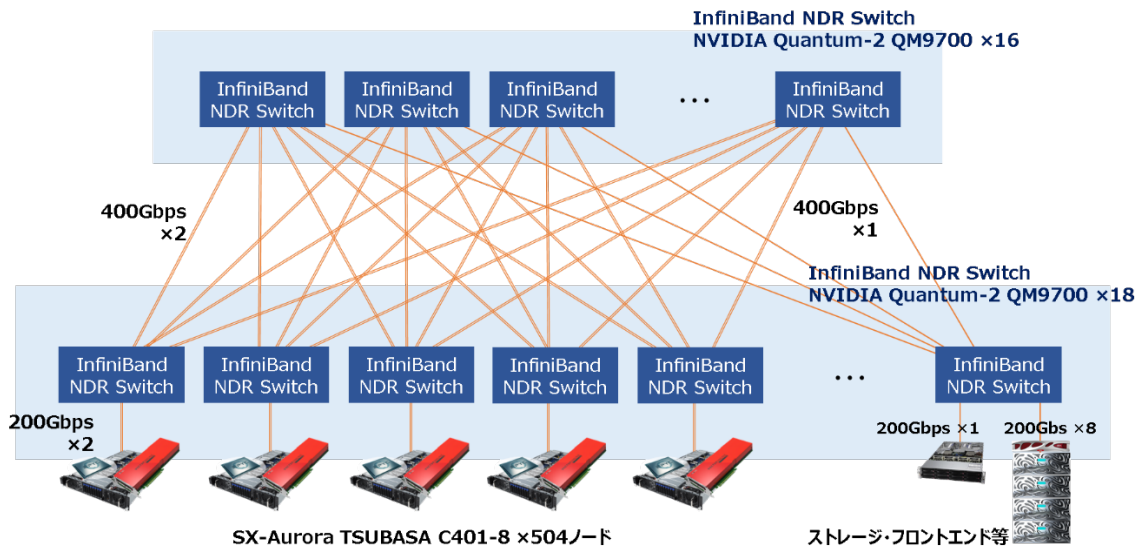 InfiniBand NDR Switch
NVIDIA Quantum-2 QM9700 ×16
InfiniBand
NDR Switch
InfiniBand
NDR Switch
InfiniBand
NDR Switch
...
InfiniBand
NDR Switch
400Gbps
×2
400Gbps
×1
InfiniBand NDR Switch
NVIDIA Quantum-2 QM9700 ×18
InfiniBand
NDR Switch
InfiniBand
NDR Switch
InfiniBand
NDR Switch
InfiniBand
NDR Switch
InfiniBand
NDR Switch
...
InfiniBand
NDR Switch
200Gbps
×2
200Gbps ×1
200Gbs ×8
SX-Aurora TSUBASA C401-8 ×504ノード
ストレージ・フロントエンド等